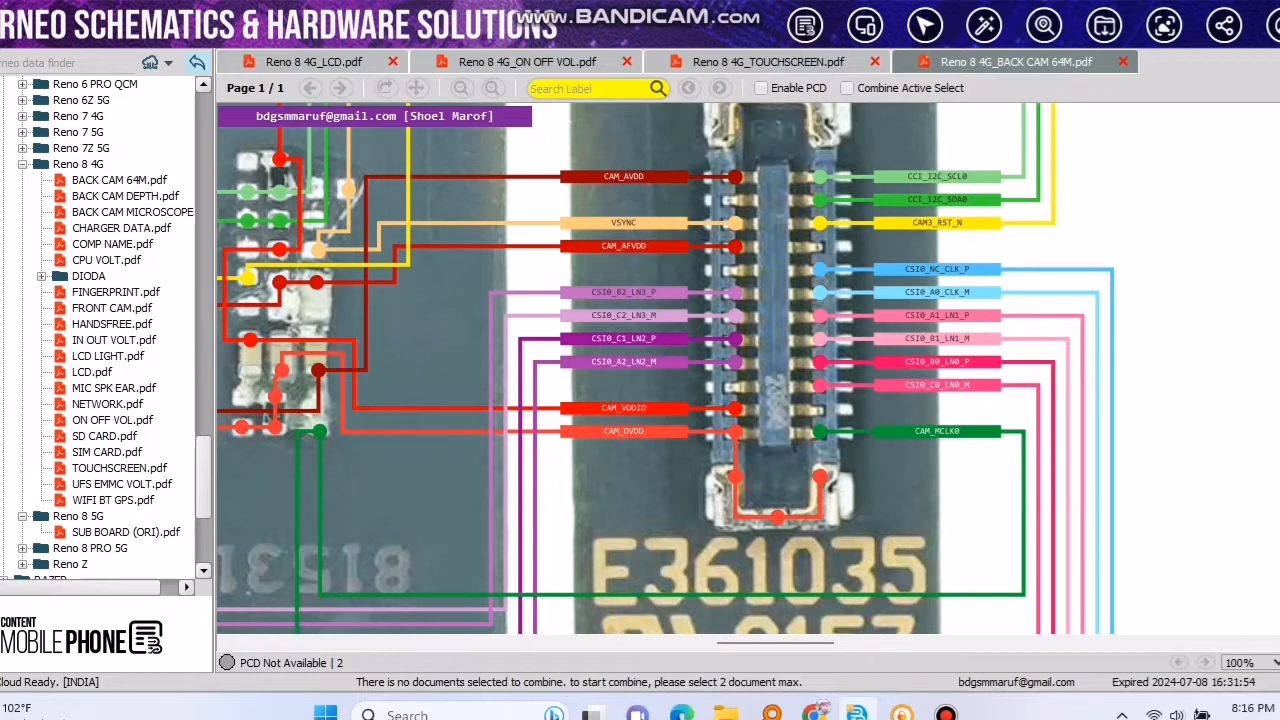 RNEO SCHEMATICS & HARDWARE SOLUTIONS
www.BANDICAM.com
rneo data finder
Reno 8 4G_LCD.pdf
Reno 8 4G_ON OFF VOL.pdf
Reno 8 4G_TOUCHSCREEN.pdf
Reno 8 4G_BACK CAM 64M.pdf
Page 1 / 1
Search Label
Enable PCD
Combine Active Select
Reno 6 PRO QCM
Reno 6Z 5G
Reno 7 4G
Reno 7 5G
Reno 7Z 5G
Reno 8 4G
BACK CAM 64M.pdf
BACK CAM DEPTH.pdf
BACK CAM MICROSCOPE
CHARGER DATA.pdf
COMP NAME.pdf
CPU VOLT.pdf
DIODA
FINGERPRINT.pdf
FRONT CAM.pdf
HANDSFREE.pdf
IN OUT VOLT.pdf
LCD LIGHT.pdf
LCD.pdf
MIC SPK EAR.pdf
NETWORK.pdf
ON OFF VOL.pdf
SD CARD.pdf
SIM CARD.pdf
TOUCHSCREEN.pdf
UFS EMMC VOLT.pdf
WIFI BT GPS.pdf
Reno 8 5G
SUB BOARD (ORI).pdf
Reno 8 PRO 5G
Reno Z
CONTENT
MOBILEPHONE
bdgsmmaruf@gmail.com [Shoel Marof]
CAM_AVDD
VSYNC
CAM_AFVDD
CSI0_B2_LN3_P
CSI0_C2_LN3_M
CSI0_C1_LN2_P
CSI0_A2_LN2_M
CAM_VDDIO
CAM_DVDD
CCI_I2C_SCL0
CCI_I2C_SDA0
CAM3_RST_N
CSI0_NC_CLK_P
CSI0_A0_CLK_M
CSI0_A1_LN1_P
CSI0_B1_LN1_M
CSI0_B0_LN0_P
CSI0_C0_LN0_M
CAM_MCLK0
E361035
PCD Not Available | 2
100%
loud Ready. [INDIA]
There is no documents selected to combine. to start combine, please select 2 document max.
bdgsmmaruf@gmail.com
Expired 2024-07-08 16:31:54
102°F
Search
8:16 PM